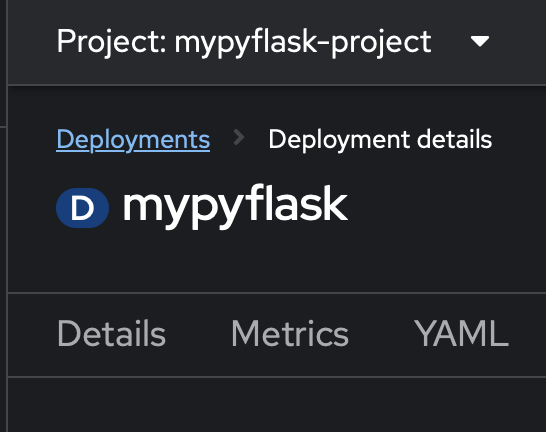 Project: mypyflask-project
Deployments Deployment details
D mypyflask
Details Metrics YAML